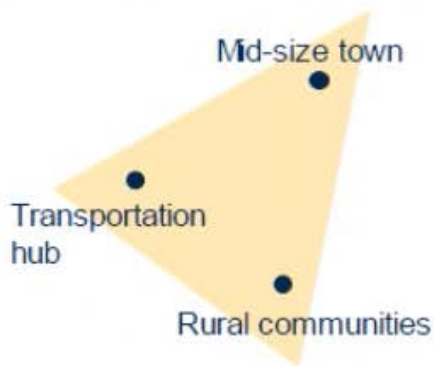 Mid-size town
Transportation
hub
Rural communities